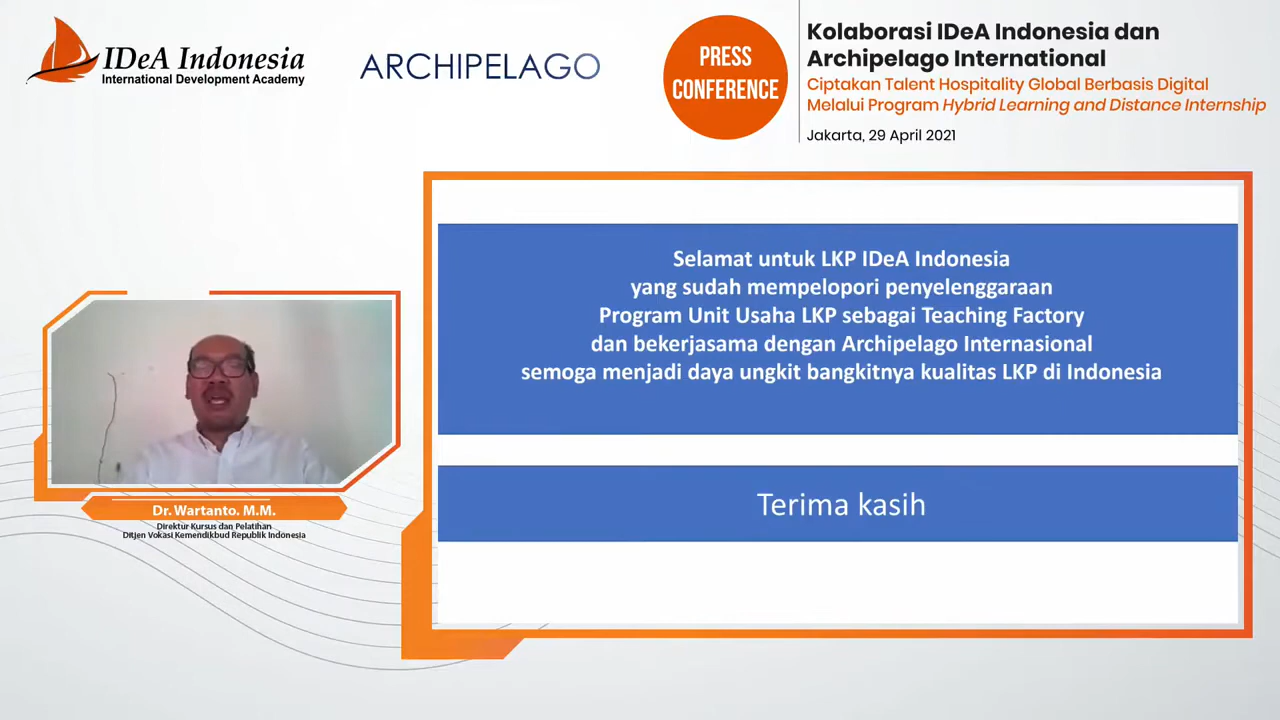 IDeA Indonesia
International Development Academy
ARCHIPELAGO
PRESS
CONFERENCE
Kolaborasi IDeA Indonesia dan
Archipelago International
Ciptakan Talent Hospitality Global Berbasis Digital
Melalui Program Hybrid Learning and Distance Internship
Jakarta, 29 April 2021
Selamat untuk LKP IDeA Indonesia
yang sudah mempelopori penyelenggaraan
Program Unit Usaha LKP sebagai Teaching Factory
dan bekerjasama dengan Archipelago Internasional
semoga menjadi daya ungkit bangkitnya kualitas LKP di Indonesia
Terima kasih
Dr. Wartanto. M.M.
Direktur Kursus dan Pelatihan
Ditjen Vokasi Kemendikbud Republik Indonesia